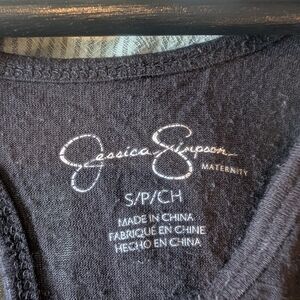 Jessica Simpson
MATERNITY
S/P/CH
MADE IN CHINA
FABRIQUÉ EN CHINE
HECHO EN CHINA